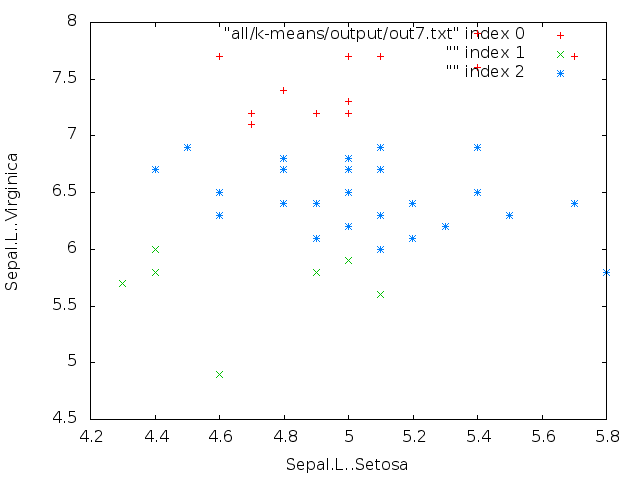 "all/k-means/output/out7.txt" index 0
"" index 1
"" index 2
8
7.5
7
6.5
6
5.5
5
4.5
4.2 4.4 4.6 4.8 5 5.2 5.4 5.6 5.8
Sepal.L..Virginica
Sepal.L..Setosa